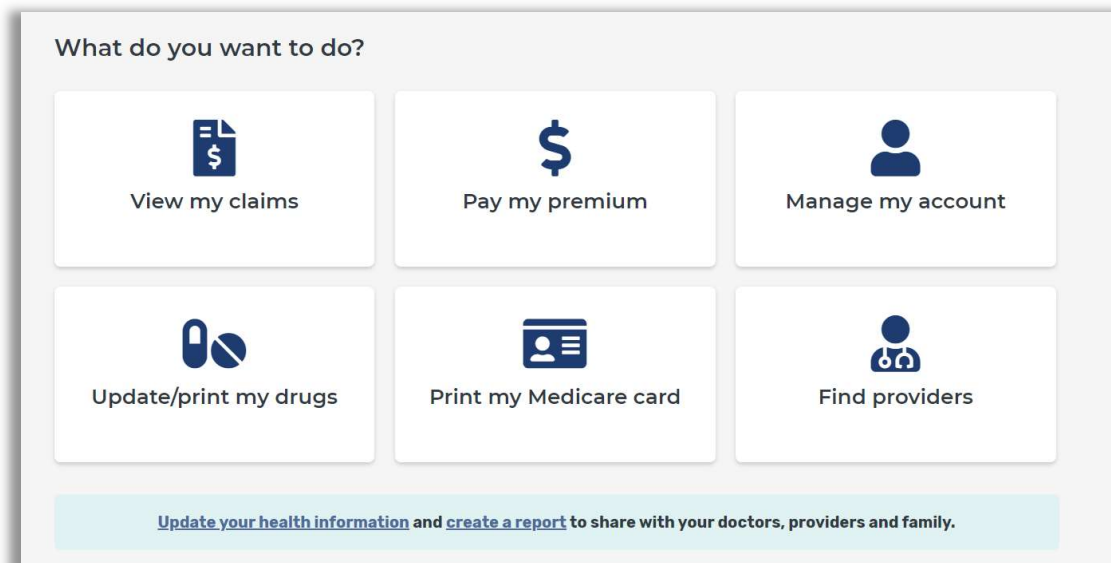 What do you want to do?
$
View my claims
$
Pay my premium
Manage my account
Update/print my drugs
Print my Medicare card
Find providers
Update your health information and create a report to share with your doctors, providers and family.